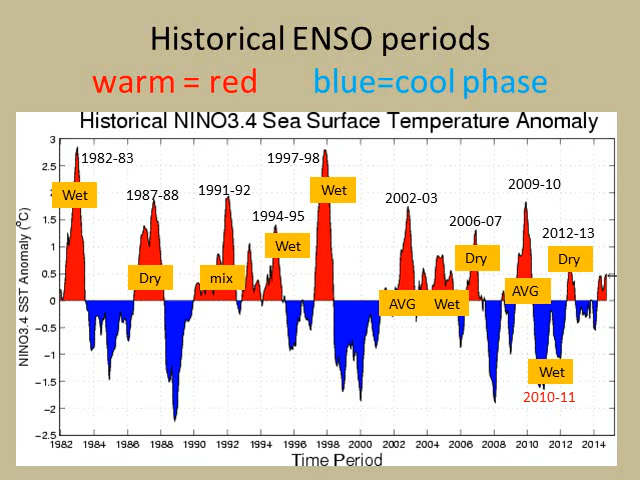 Historical ENSO periods
warm = red blue=cool phase
Historical NINO3.4 Sea Surface Temperature Anomaly
NINO3.4 SST Anomaly (°C)
3
2.5
2
1.5
1
0.5
0
−0.5
−1
−1.5
−2
−2.5
1982-83
Wet
1987-88
Dry
1991-92
mix
1994-95
Wet
1997-98
Wet
2002-03
AVG
Wet
2006-07
Dry
2009-10
AVG
2012-13
Dry
Wet
2010-11
1982 1984 1986 1988 1990 1992 1994 1996 1998 2000 2002 2004 2006 2008 2010 2012 2014
Time Period